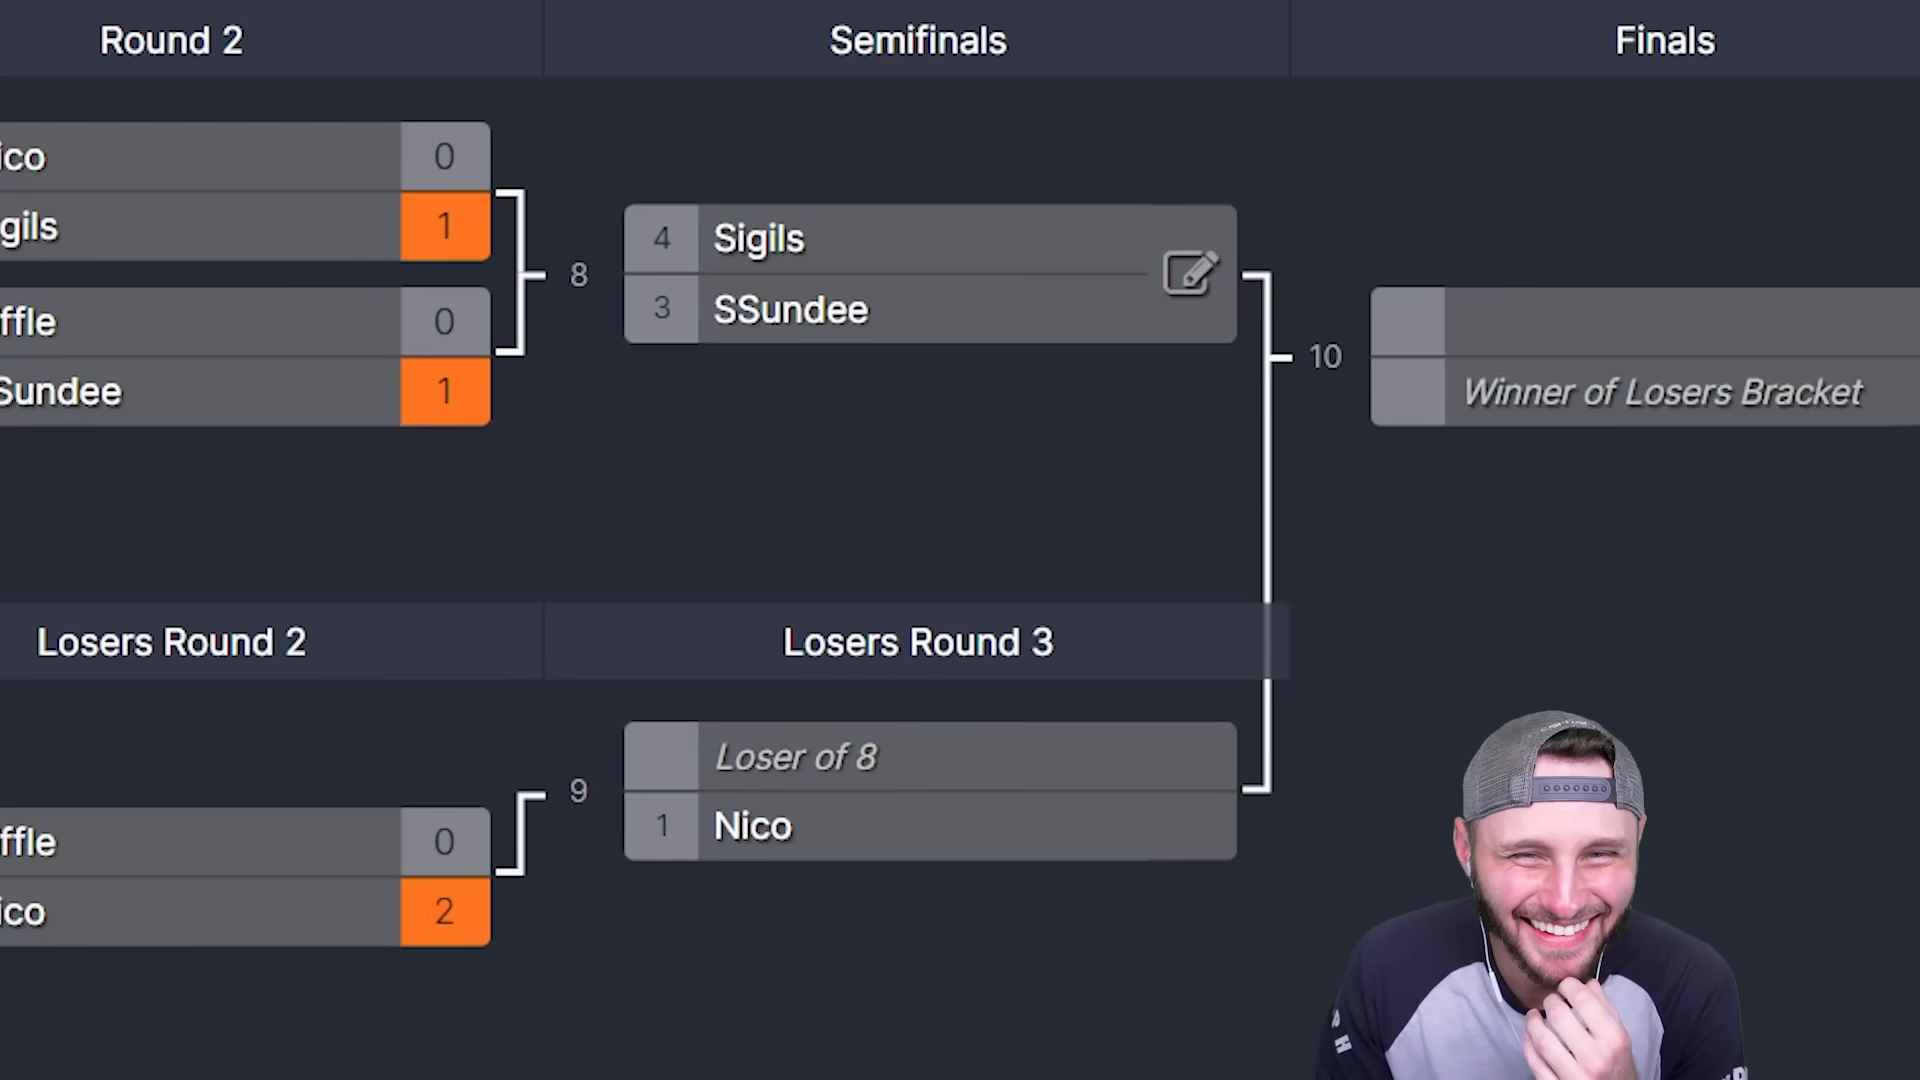 Round 2
Semifinals
Finals
ico
0
gils
1
ffle
0
Sundee
1
8
4 Sigils
3 SSundee
10
Winner of Losers Bracket
Losers Round 2
Losers Round 3
ffle
0
ico
2
9
Loser of 8
1 Nico